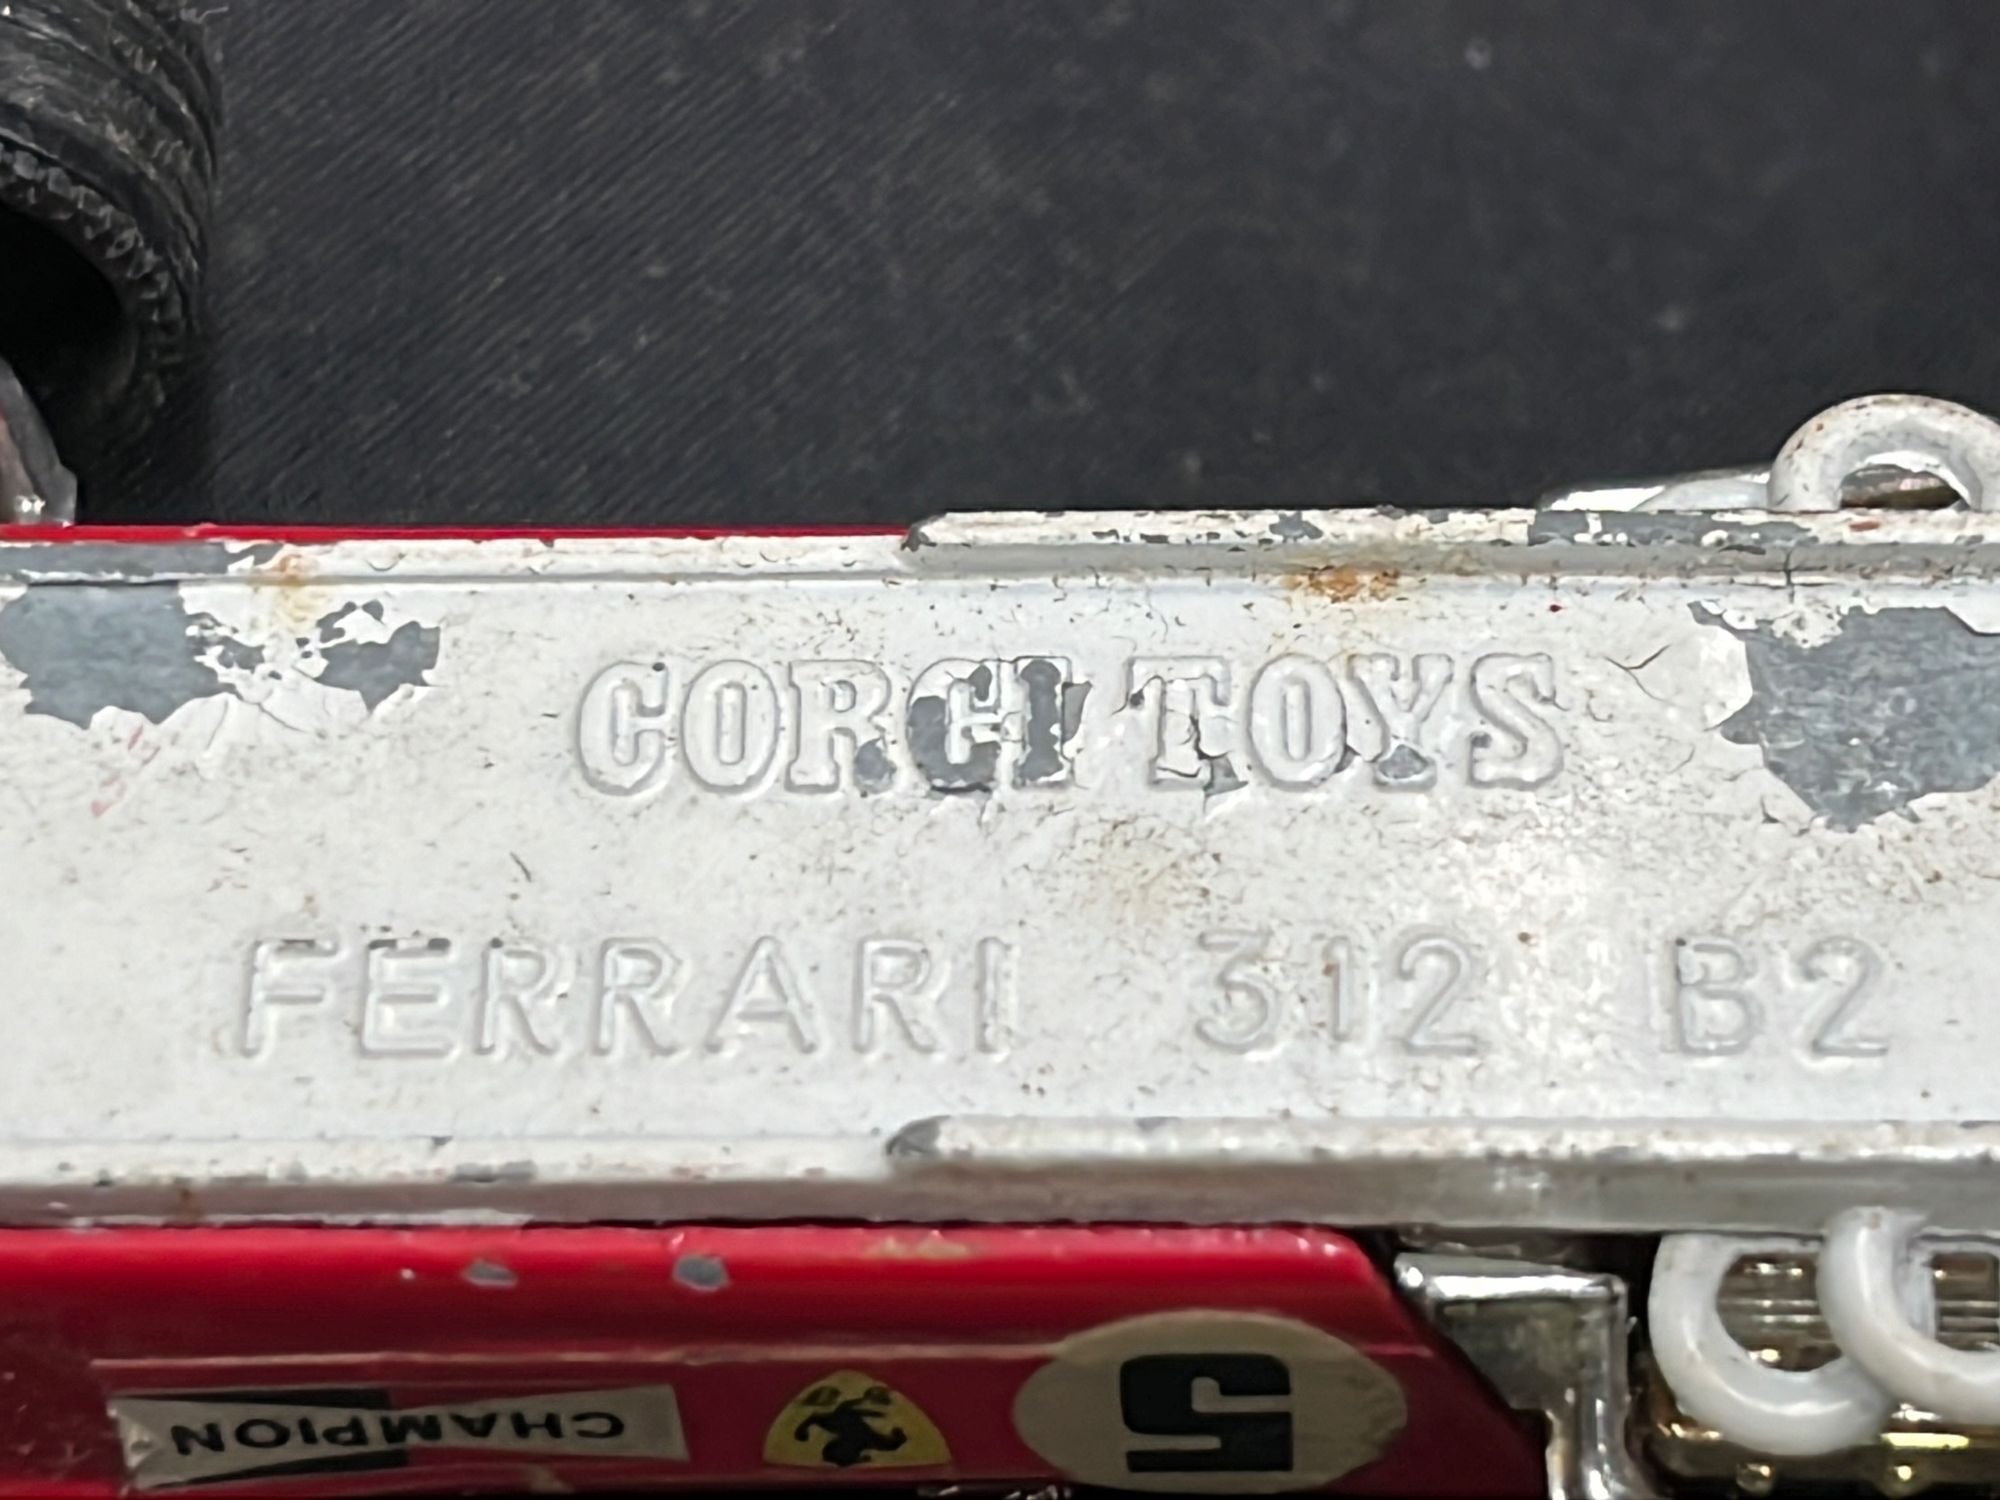 CORGI TOYS
FERRARI 312 B2
CHAMPION
5